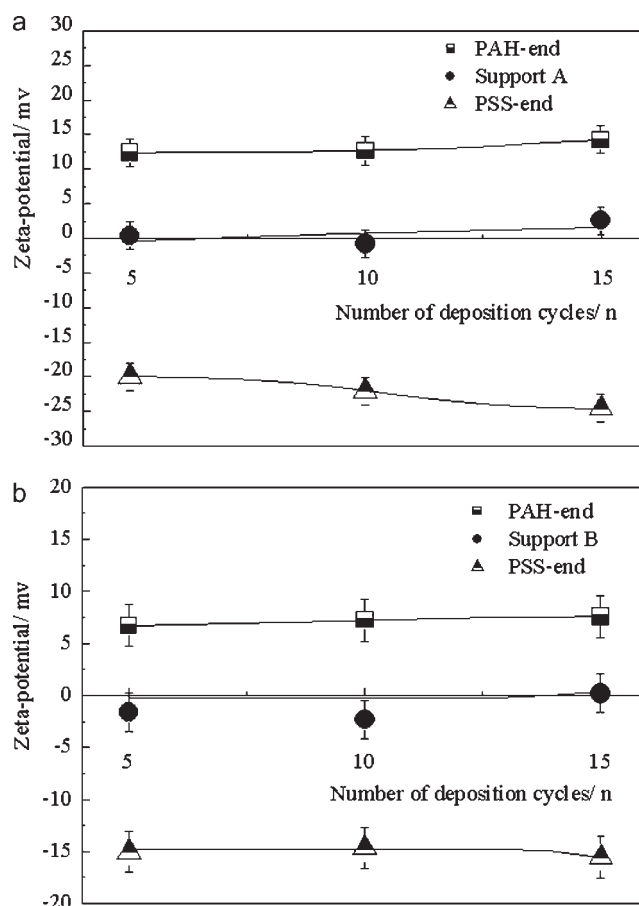 a
Zeta-potential/ mv
30
25
20
15
10
5
0
-5
-10
-15
-20
-25
-30
PAH-end
Support A
PSS-end
5
10
15
Number of deposition cycles/ n
b
Zeta-potential/ mv
20
15
10
5
0
-5
-10
-15
-20
PAH-end
Support B
PSS-end
5
10
15
Number of deposition cycles/ n